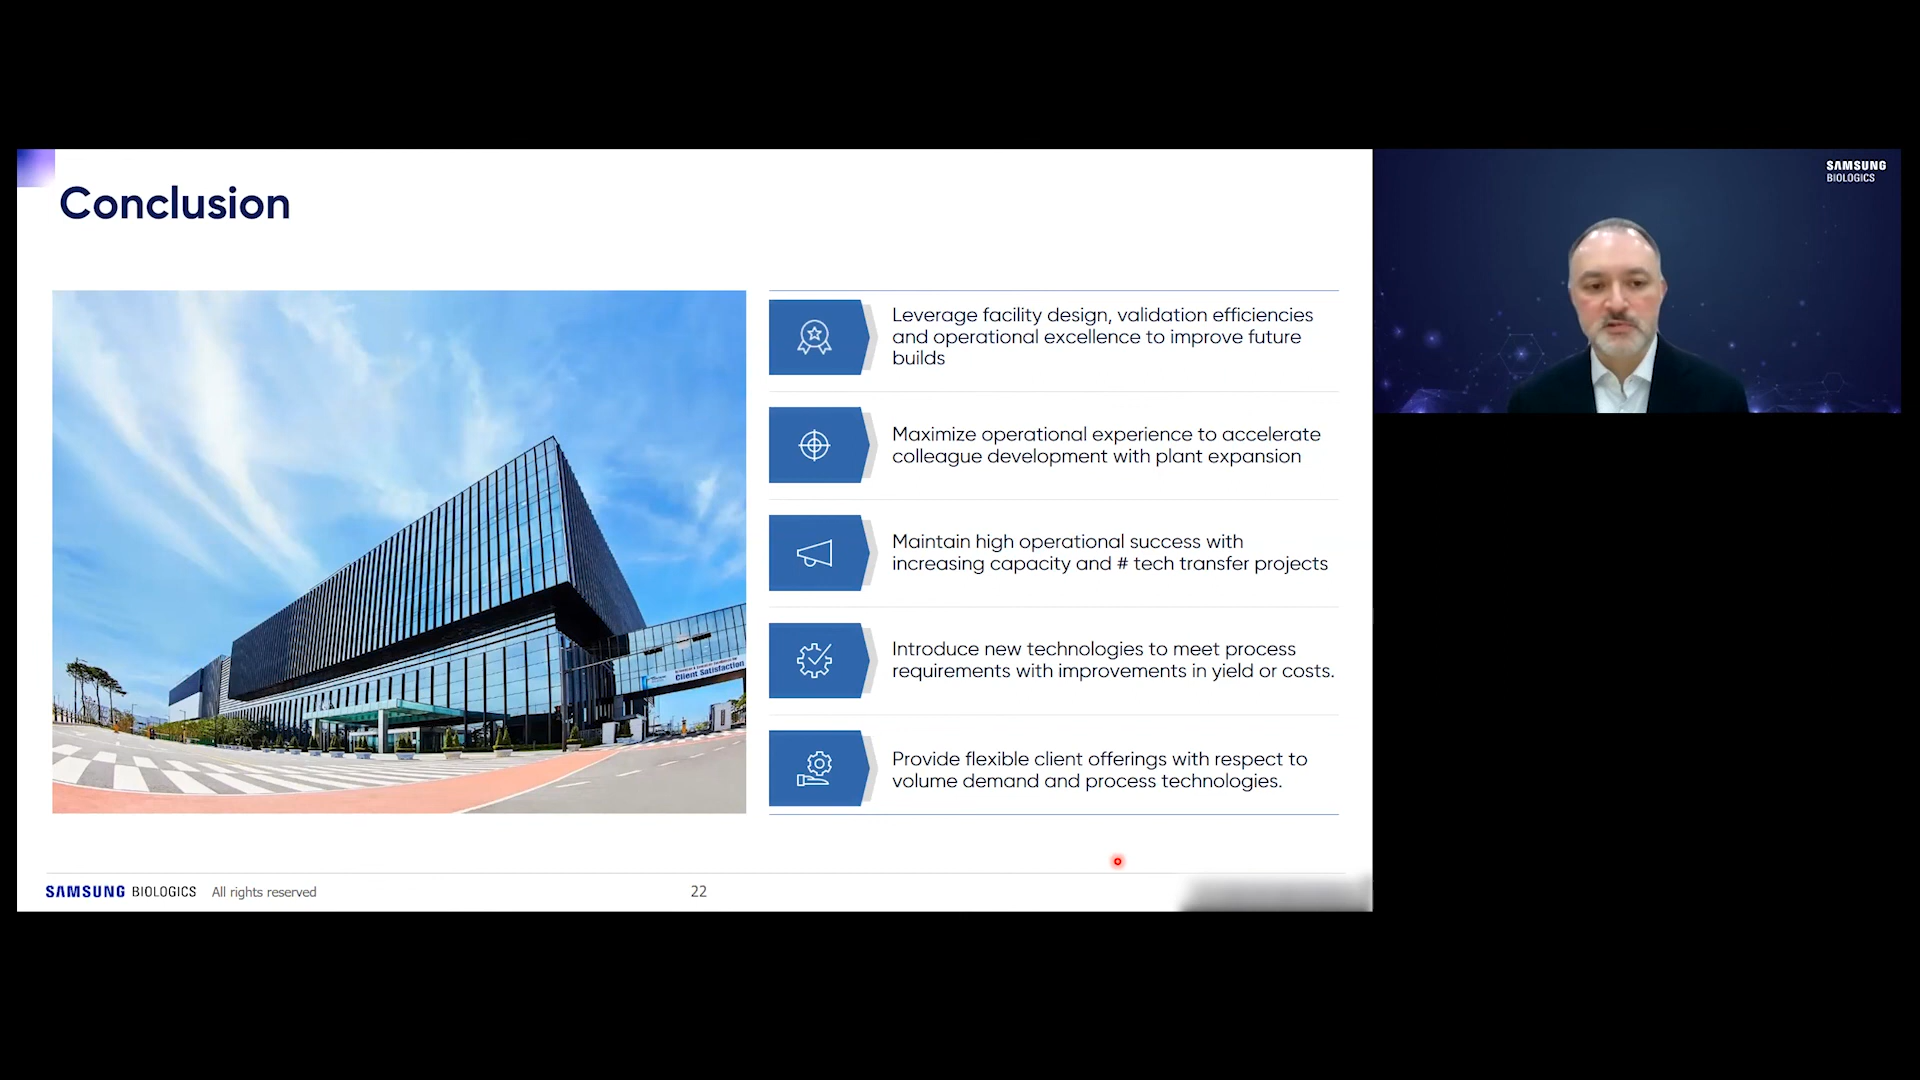 Conclusion
Leverage facility design, validation efficiencies
and operational excellence to improve future
builds
Maximize operational experience to accelerate
colleague development with plant expansion
Maintain high operational success with
increasing capacity and # tech transfer projects
Introduce new technologies to meet process
requirements with improvements in yield or costs.
Provide flexible client offerings with respect to
volume demand and process technologies.
Client Satisfaction
SAMSUNG BIOLOGICS All rights reserved
22
SAMSUNG
BIOLOGICS